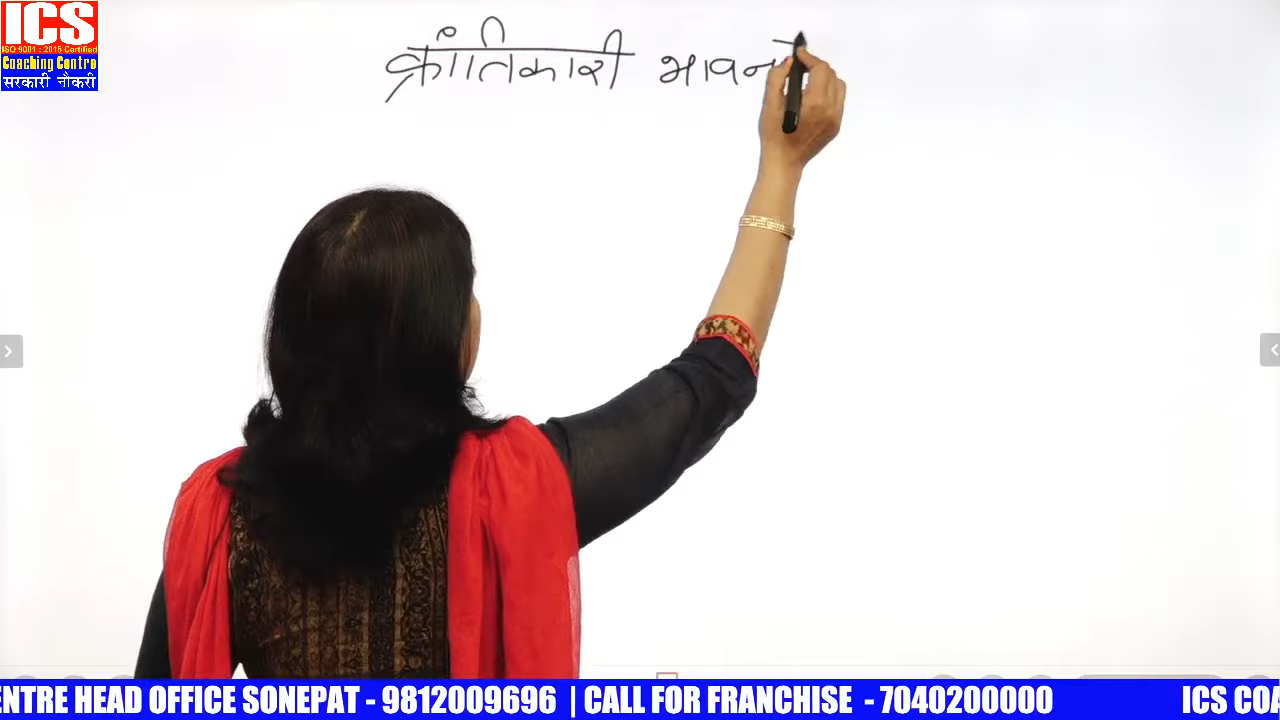 ICS
ISO 9001 : 2015 Certified
Coaching Centre
सरकारी नौकरी
क्रांतिकारी भावना
ENTRE HEAD OFFICE SONEPAT - 9812009696 | CALL FOR FRANCHISE - 7040200000 ICS COA